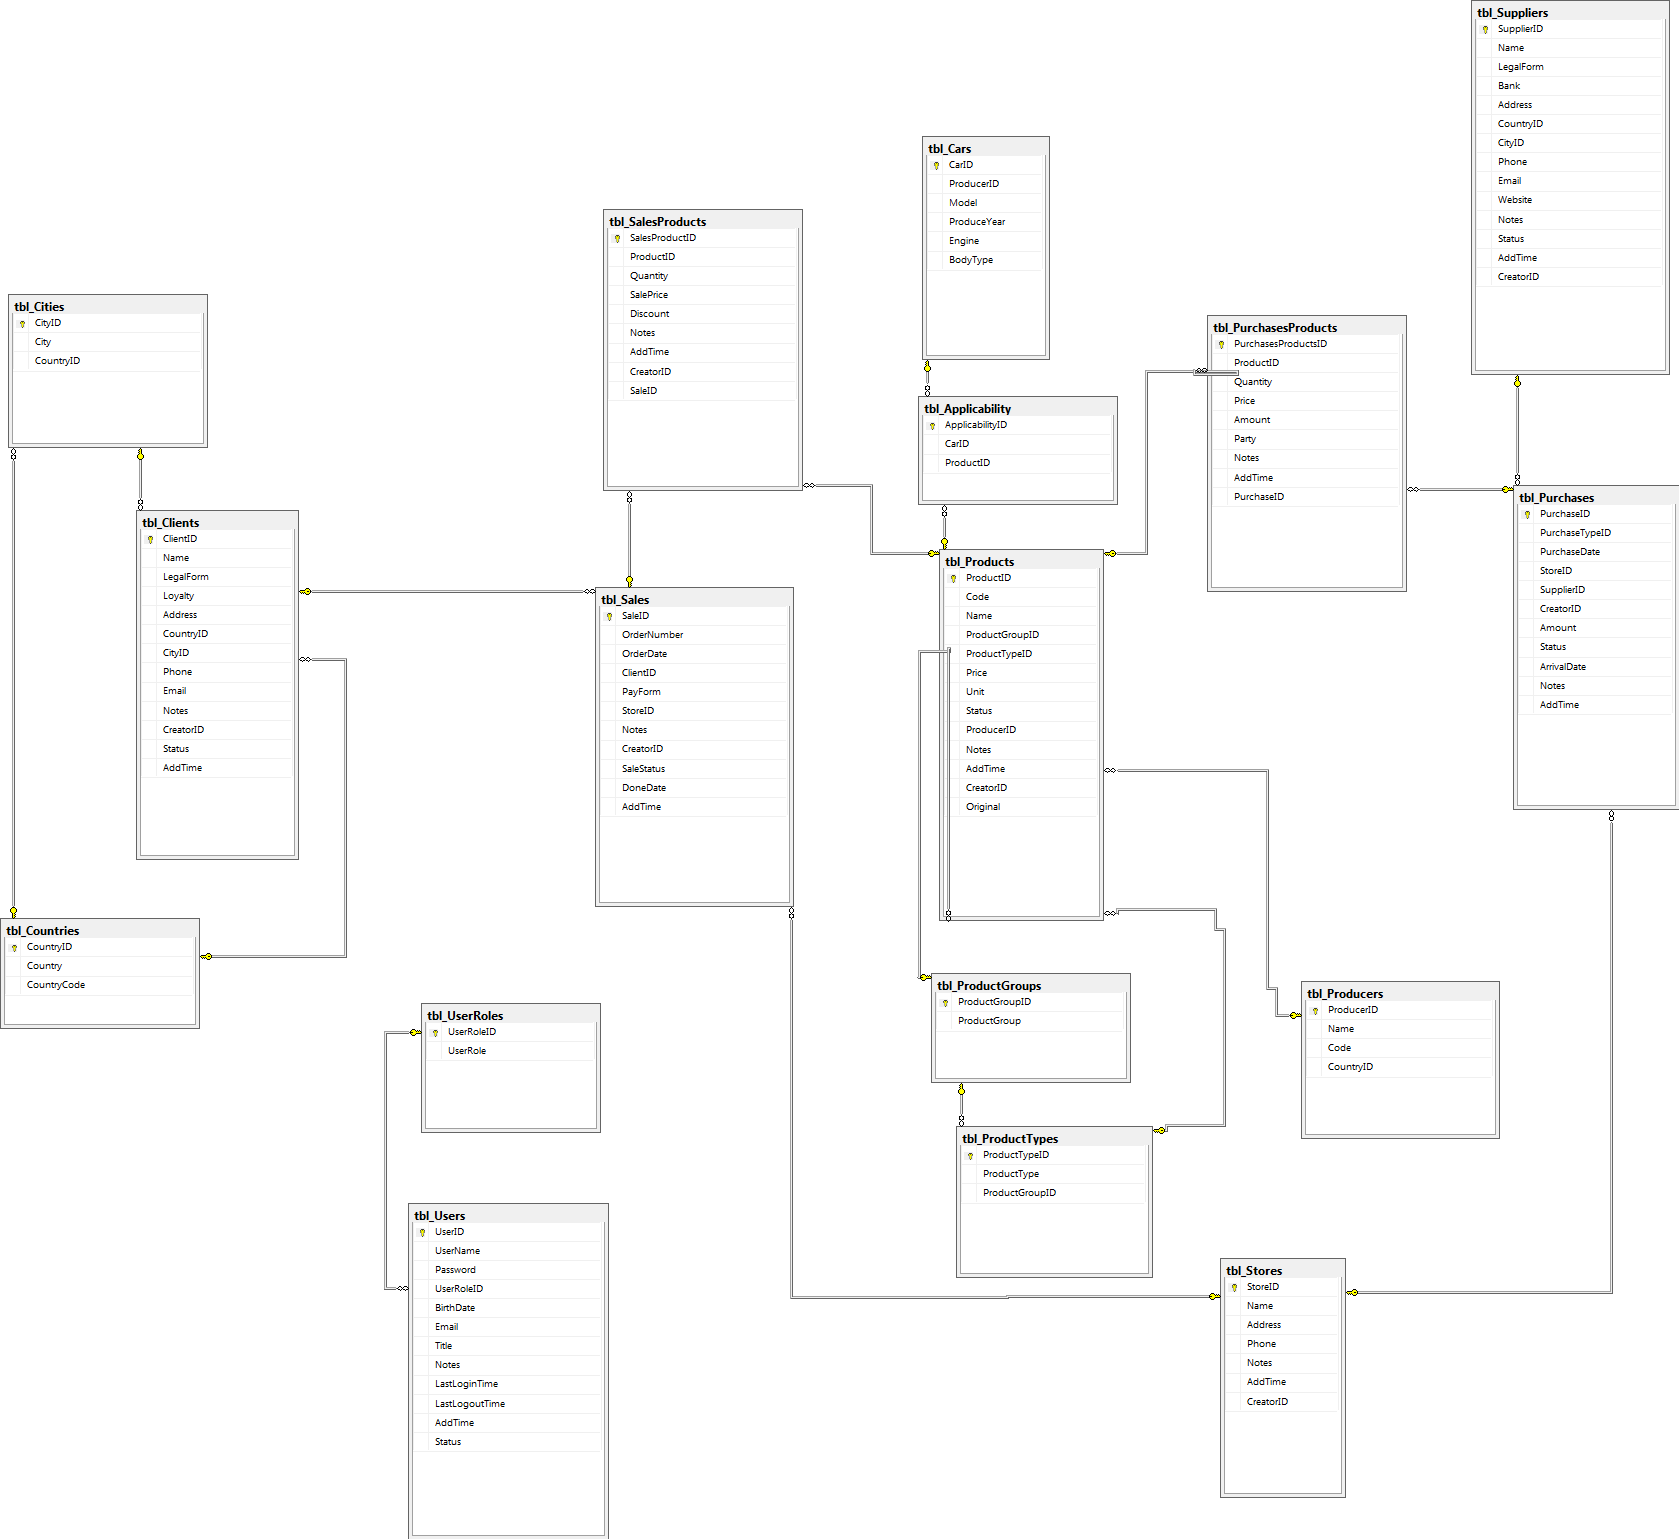 tbl_Suppliers
SupplierID
Name
LegalForm
Bank
Address
CountryID
CityID
Phone
Email
Website
Notes
Status
AddTime
CreatorID
tbl_Cars
CarID
ProducerID
Model
ProduceYear
Engine
BodyType
tbl_SalesProducts
SalesProductID
ProductID
Quantity
SalePrice
Discount
Notes
AddTime
CreatorID
SaleID
tbl_Cities
CityID
City
CountryID
tbl_PurchasesProducts
PurchasesProductsID
ProductID
Quantity
Price
Amount
Party
Notes
AddTime
PurchaseID
tbl_Applicability
ApplicabilityID
CarID
ProductID
tbl_Purchases
PurchaseID
PurchaseTypeID
PurchaseDate
StoreID
SupplierID
CreatorID
Amount
Status
ArrivalDate
Notes
AddTime
tbl_Clients
ClientID
Name
LegalForm
Loyalty
Address
CountryID
CityID
Phone
Email
Notes
CreatorID
Status
AddTime
tbl_Products
ProductID
Code
Name
ProductGroupID
ProductTypeID
Price
Unit
Status
ProducerID
Notes
AddTime
CreatorID
Original
tbl_Sales
SaleID
OrderNumber
OrderDate
ClientID
PayForm
StoreID
Notes
CreatorID
SaleStatus
DoneDate
AddTime
tbl_Countries
CountryID
Country
CountryCode
tbl_ProductGroups
ProductGroupID
ProductGroup
tbl_Producers
ProducerID
Name
Code
CountryID
tbl_UserRoles
UserRoleID
UserRole
tbl_ProductTypes
ProductTypeID
ProductType
ProductGroupID
tbl_Users
UserID
UserName
Password
UserRoleID
BirthDate
Email
Title
Notes
LastLoginTime
LastLogoutTime
AddTime
Status
tbl_Stores
StoreID
Name
Address
Phone
Notes
AddTime
CreatorID